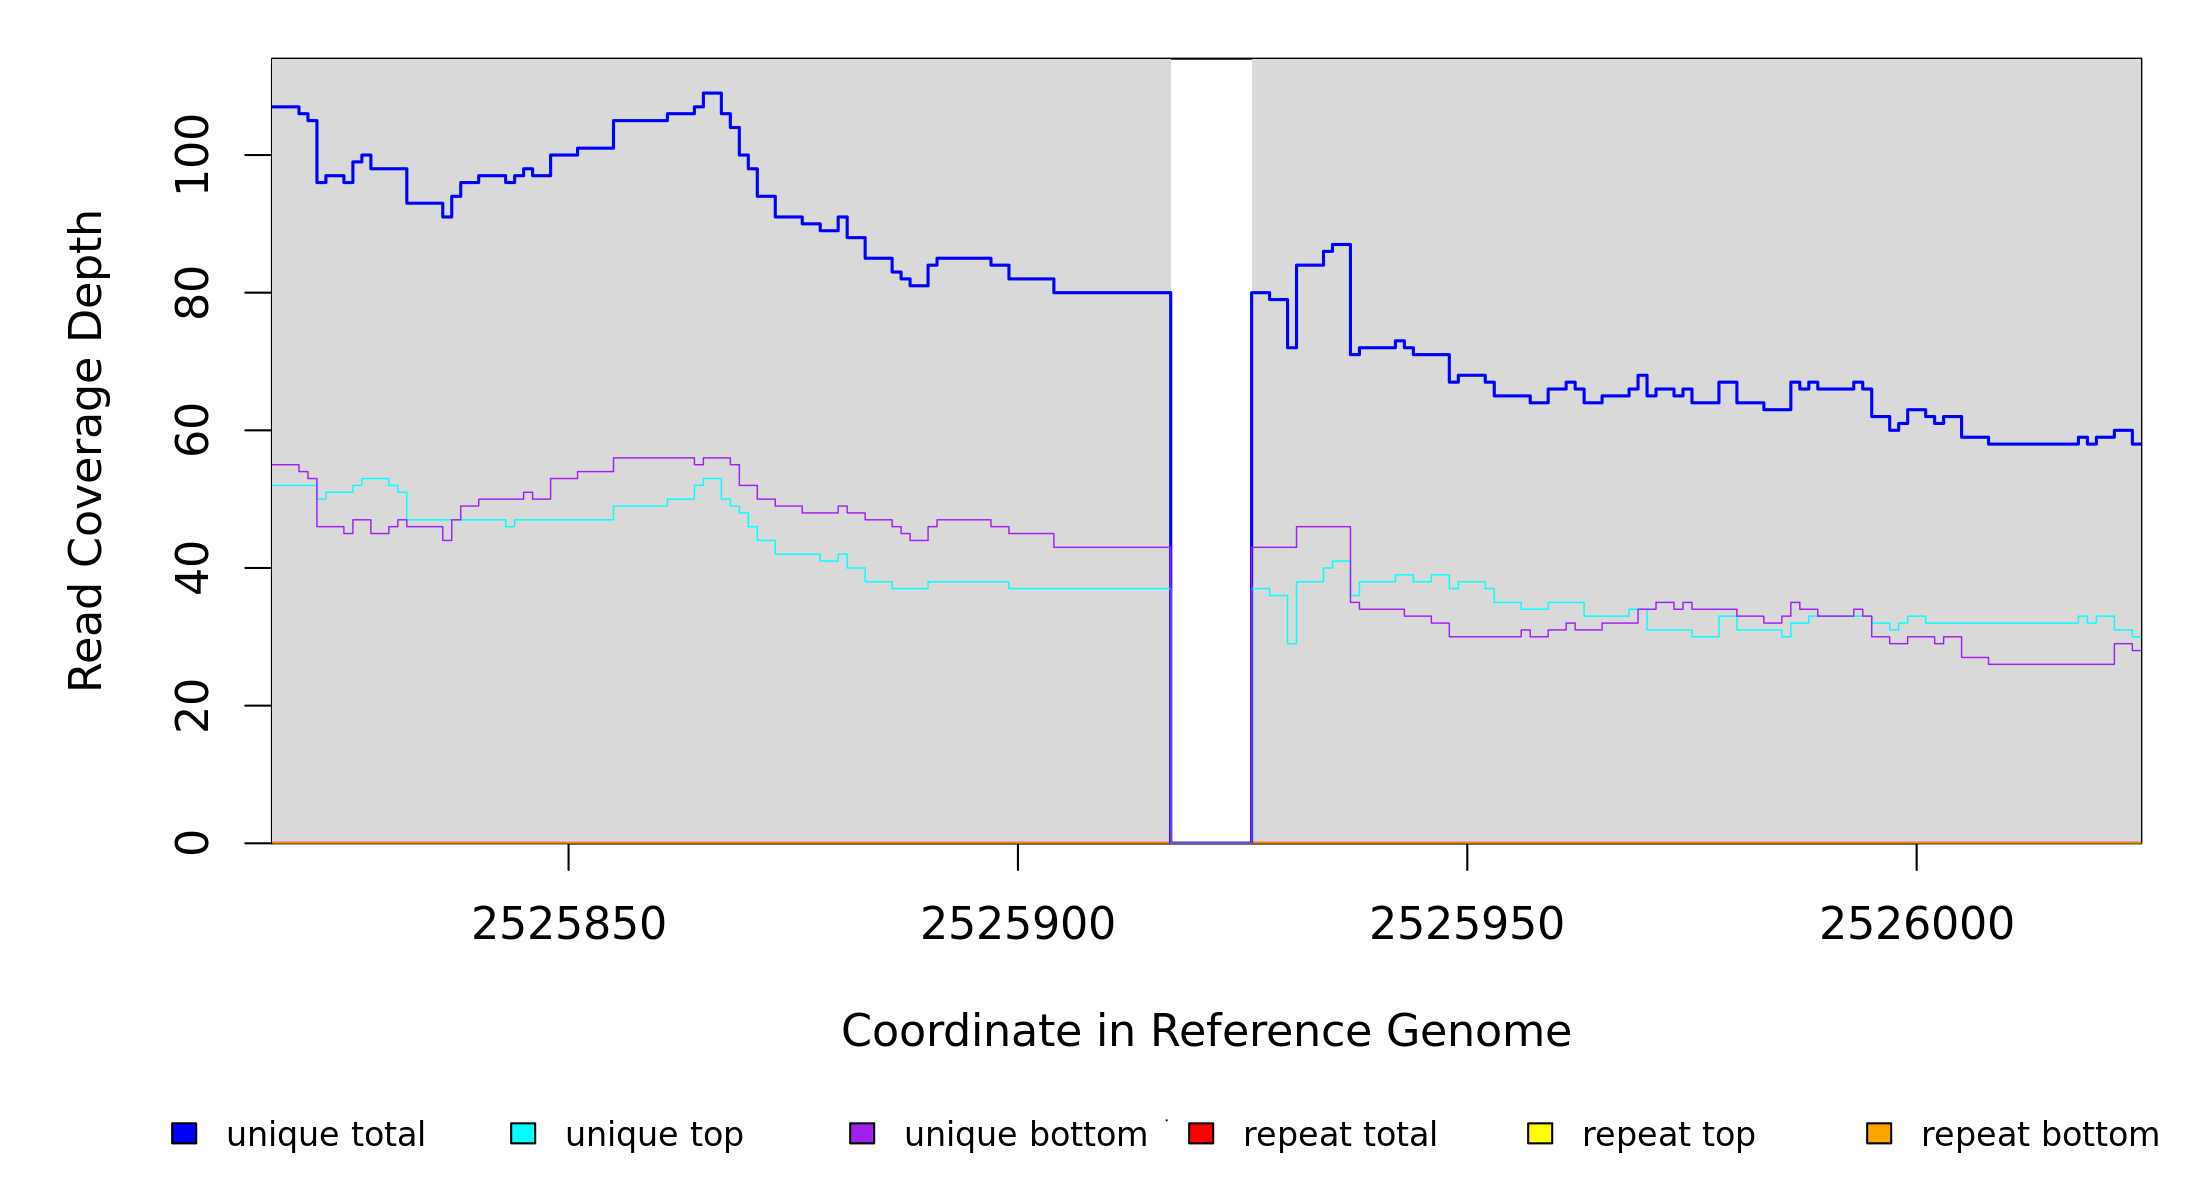 Read Coverage Depth
100
80
60
40
20
0
2525850 2525900 2525950 2526000
Coordinate in Reference Genome
unique total unique top unique bottom repeat total repeat top repeat bottom